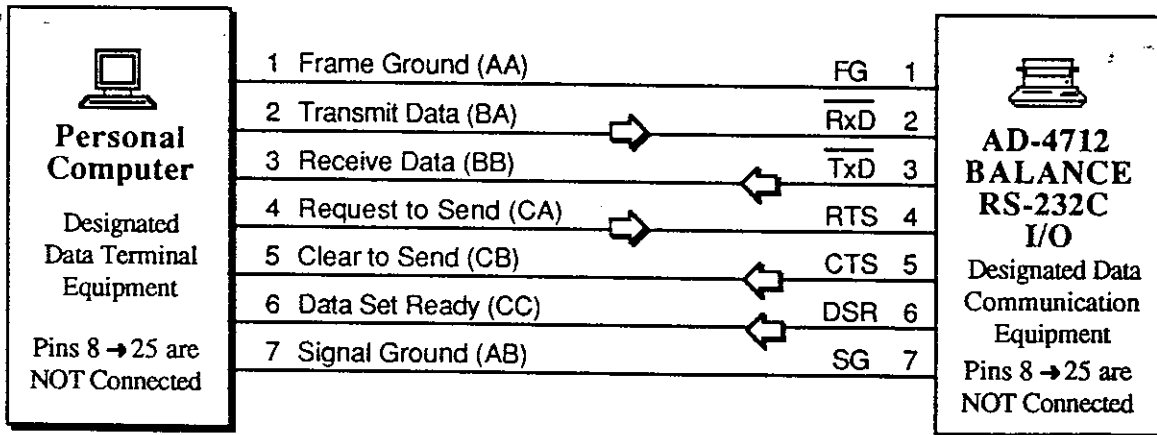 Personal
Computer
Designated
Data Terminal
Equipment
Pins 8 → 25 are
NOT Connected
1 Frame Ground (AA) FG 1
2 Transmit Data (BA) RxD 2
3 Receive Data (BB) TxD 3
4 Request to Send (CA) RTS 4
5 Clear to Send (CB) CTS 5
6 Data Set Ready (CC) DSR 6
7 Signal Ground (AB) SG 7
AD-4712
BALANCE
RS-232C
I/O
Designated Data
Communication
Equipment
Pins 8 → 25 are
NOT Connected